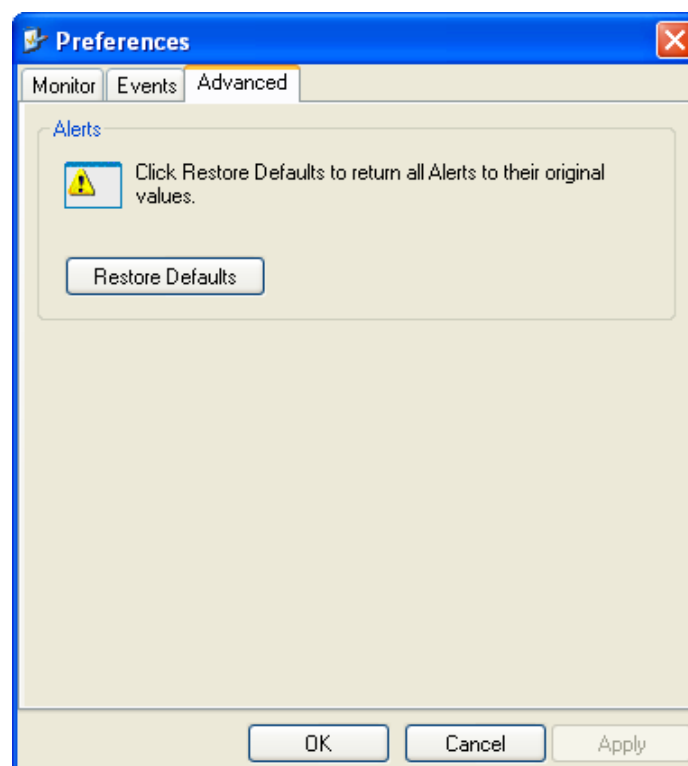 Preferences
Monitor Events Advanced
Alerts
Click Restore Defaults to return all Alerts to their original
values.
Restore Defaults
OK Cancel Apply